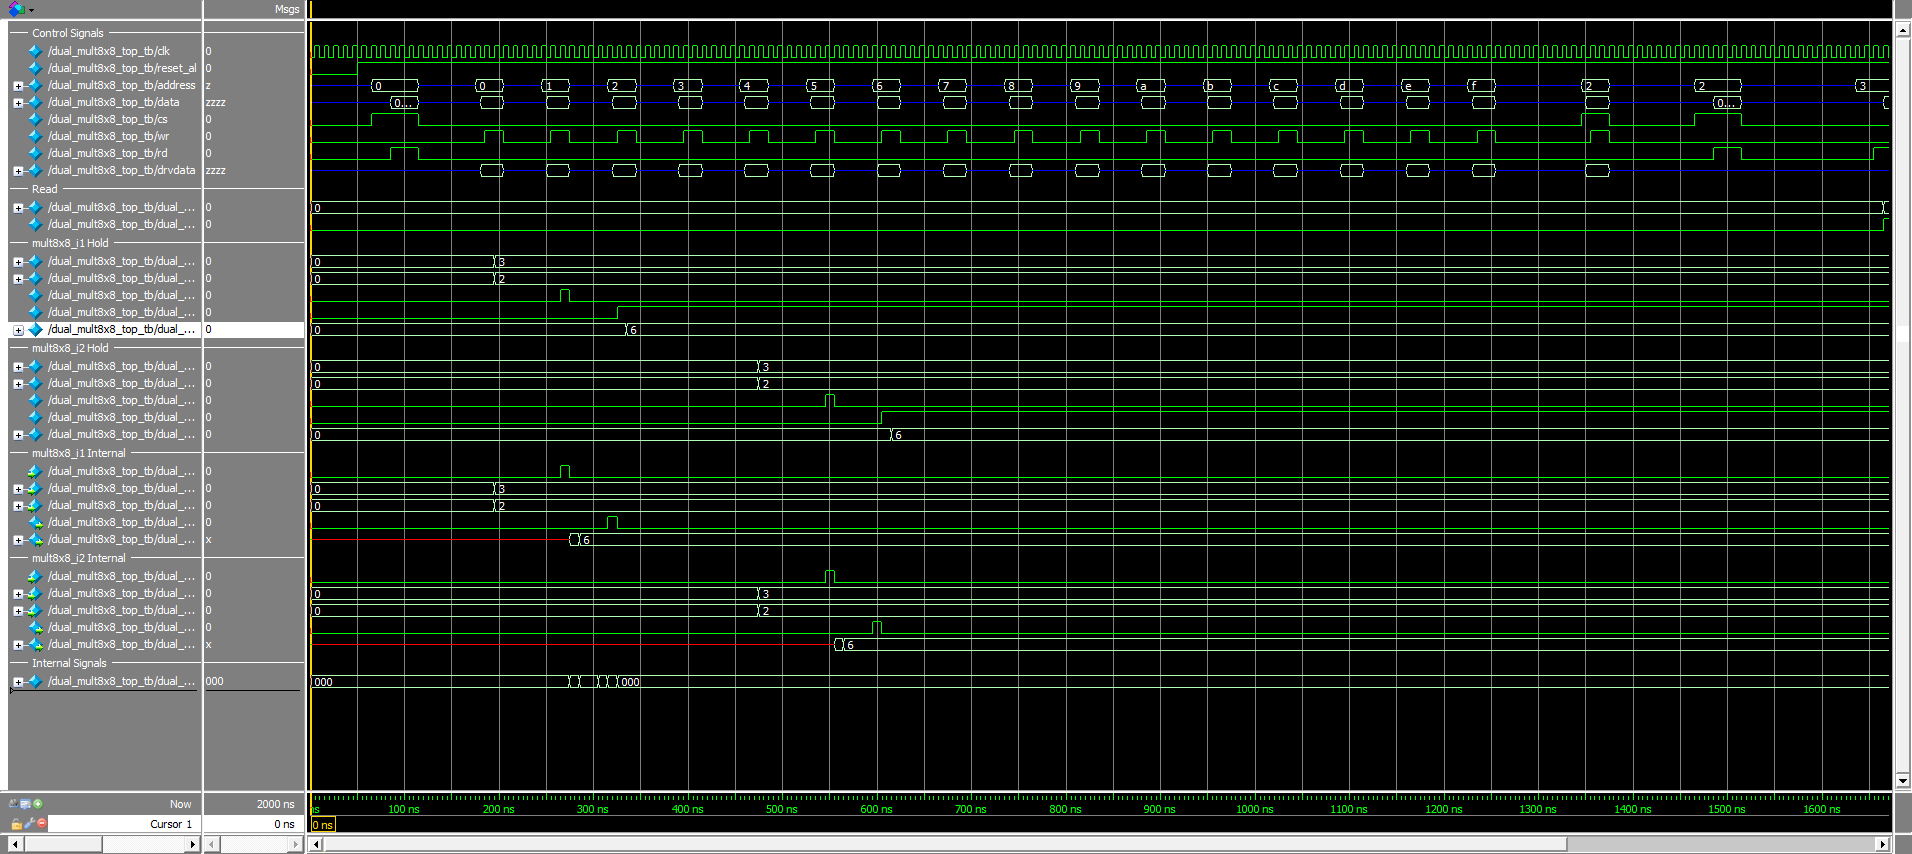 Msgs
Control Signals
/dual_mult8x8_top_tb/clk 0
/dual_mult8x8_top_tb/reset_al 0
/dual_mult8x8_top_tb/address z 0 0 1 2 3 4 5 6 7 8 9 a b c d e f 2 2 3
/dual_mult8x8_top_tb/data zzzz 0... 0...
/dual_mult8x8_top_tb/cs 0
/dual_mult8x8_top_tb/wr 0
/dual_mult8x8_top_tb/rd 0
/dual_mult8x8_top_tb/drvdata zzzz
Read
/dual_mult8x8_top_tb/dual_... 0 0
/dual_mult8x8_top_tb/dual_... 0
mult8x8_i1 Hold
/dual_mult8x8_top_tb/dual_... 0 0 3
/dual_mult8x8_top_tb/dual_... 0 0 2
/dual_mult8x8_top_tb/dual_... 0
/dual_mult8x8_top_tb/dual_... 0
/dual_mult8x8_top_tb/dual_... 0 0 6
mult8x8_i2 Hold
/dual_mult8x8_top_tb/dual_... 0 0 3
/dual_mult8x8_top_tb/dual_... 0 0 2
/dual_mult8x8_top_tb/dual_... 0
/dual_mult8x8_top_tb/dual_... 0
/dual_mult8x8_top_tb/dual_... 0 0 6
mult8x8_i1 Internal
/dual_mult8x8_top_tb/dual_... 0
/dual_mult8x8_top_tb/dual_... 0 0 3
/dual_mult8x8_top_tb/dual_... 0 0 2
/dual_mult8x8_top_tb/dual_... 0
/dual_mult8x8_top_tb/dual_... x 6
mult8x8_i2 Internal
/dual_mult8x8_top_tb/dual_... 0
/dual_mult8x8_top_tb/dual_... 0 0 3
/dual_mult8x8_top_tb/dual_... 0 0 2
/dual_mult8x8_top_tb/dual_... 0
/dual_mult8x8_top_tb/dual_... x 6
Internal Signals
/dual_mult8x8_top_tb/dual_... 000 000 000
Now 2000 ns ns 100 ns 200 ns 300 ns 400 ns 500 ns 600 ns 700 ns 800 ns 900 ns 1000 ns 1100 ns 1200 ns 1300 ns 1400 ns 1500 ns 1600 ns
Cursor 1 0 ns 0 ns